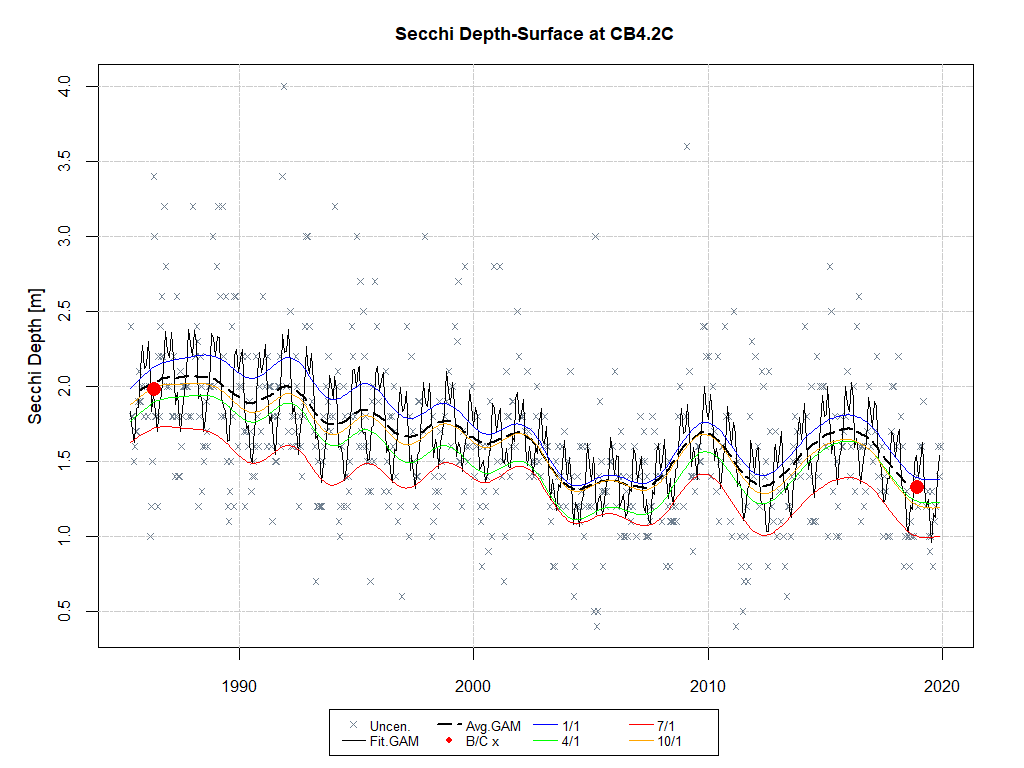 Secchi Depth-Surface at CB4.2C
4.0
3.5
3.0
2.5
2.0
1.5
1.0
0.5
Secchi Depth [m]
1990 2000 2010 2020
Uncen. Avg.GAM 1/1 7/1
Fit.GAM B/C x 4/1 10/1